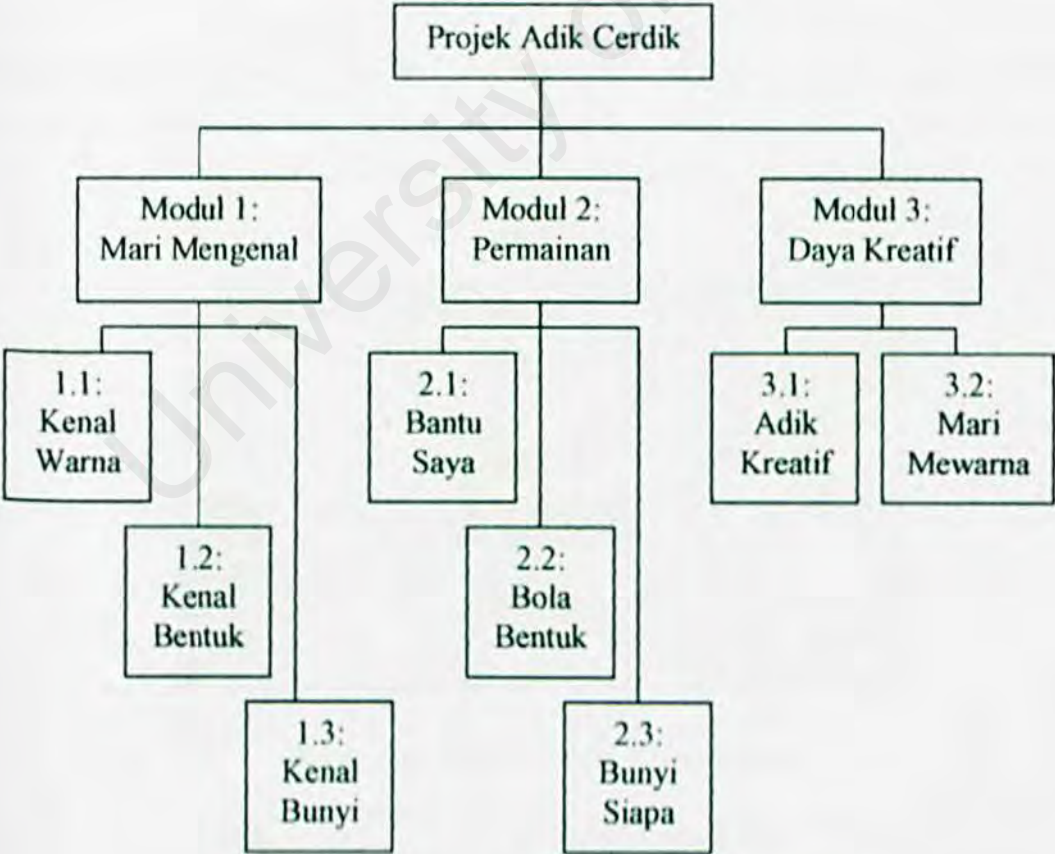 Projek Adik Cerdik
Modul 1:
Mari Mengenal
Modul 2:
Permainan
Modul 3:
Daya Kreatif
1.1:
Kenal
Warna
2.1:
Bantu
Saya
3.1:
Adik
Kreatif
3.2:
Mari
Mewarna
1.2:
Kenal
Bentuk
2.2:
Bola
Bentuk
1.3:
Kenal
Bunyi
2.3:
Bunyi
Siapa
University of